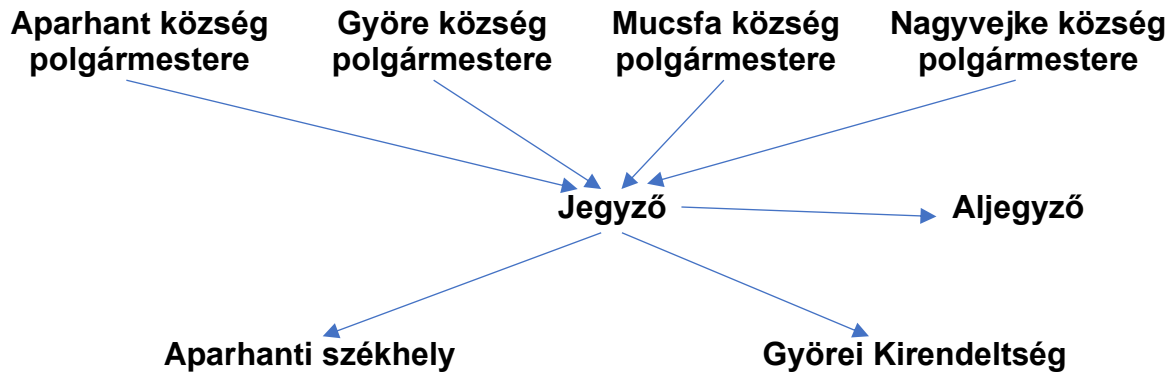 Aparhant község
polgármestere
Györe község
polgármestere
Mucsfa község
polgármestere
Nagyvejke község
polgármestere
Jegyző
Aljegyző
Aparhanti székhely
Györei Kirendeltség